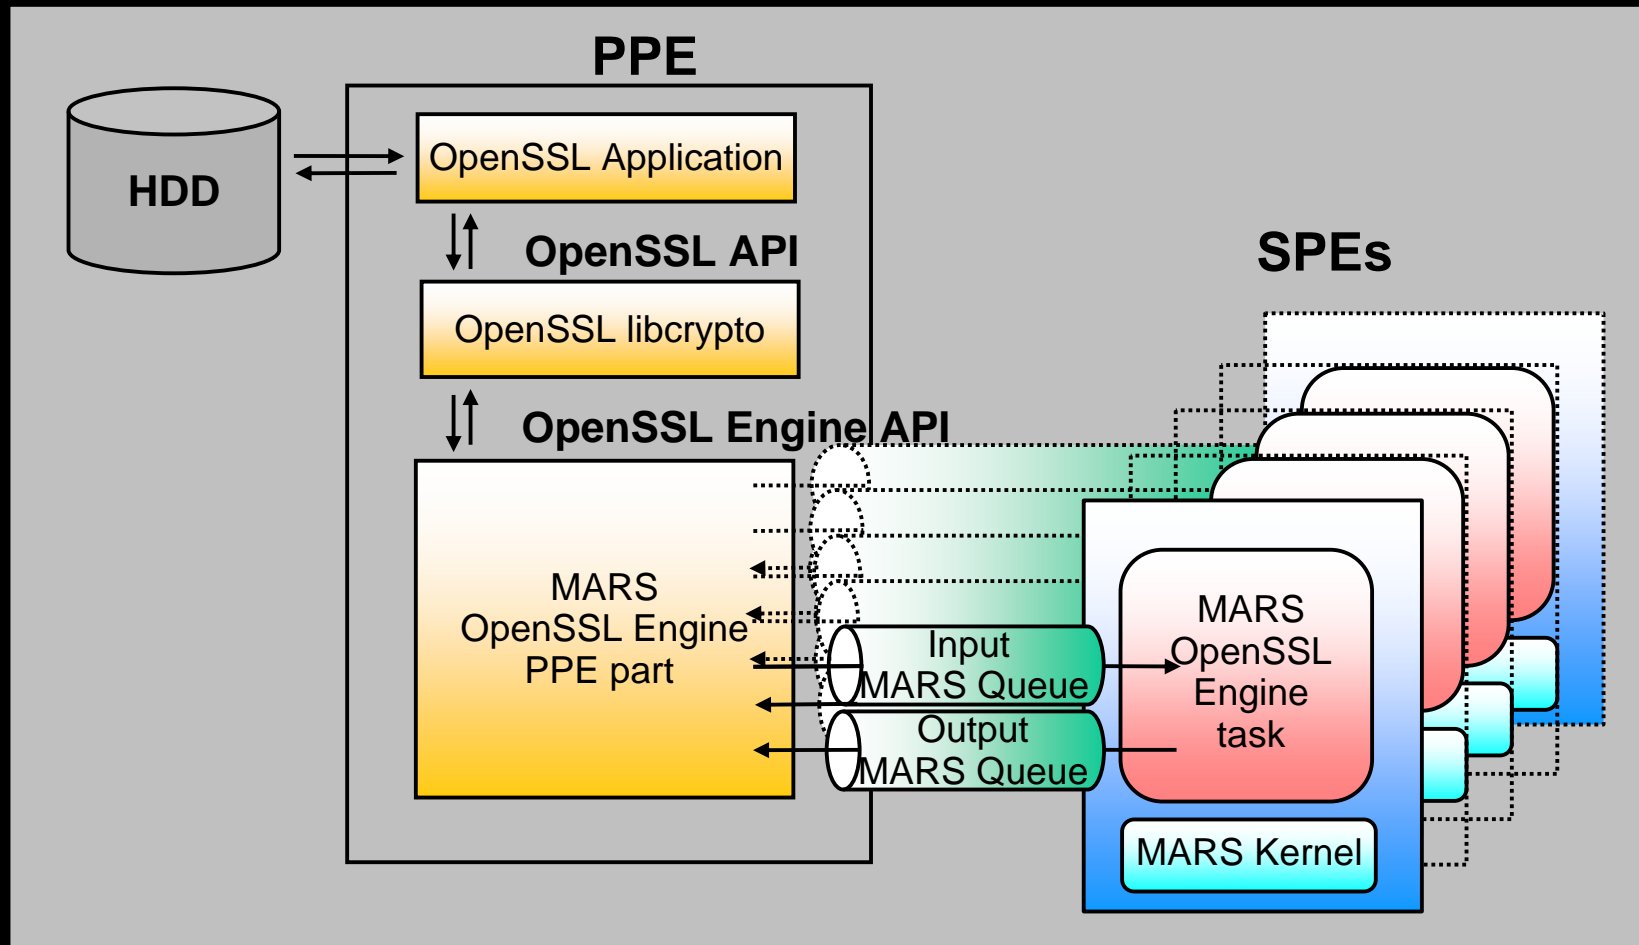 PPE
HDD
OpenSSL Application
OpenSSL API
OpenSSL libcrypto
OpenSSL Engine API
MARS
OpenSSL Engine
PPE part
Input
MARS Queue
Output
MARS Queue
SPEs
MARS
OpenSSL
Engine
task
MARS Kernel